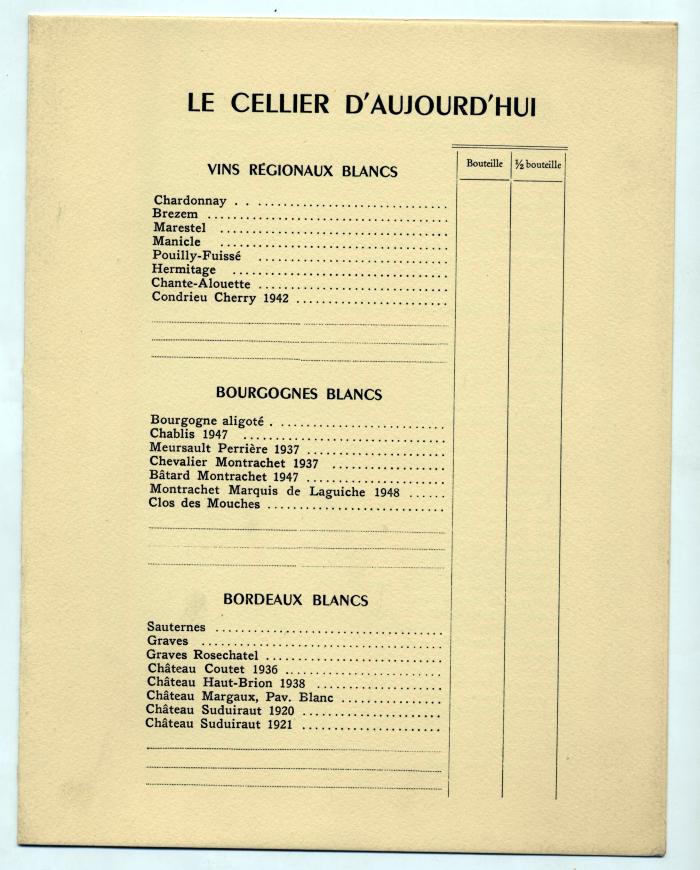 LE CELLIER D'AUJOURD'HUI
Bouteille ½ bouteille
VINS RÉGIONAUX BLANCS
Chardonnay
Brezem
Marestel
Manicle
Pouilly-Fuissé
Hermitage
Chante-Alouette
Condrieu Cherry 1942
BOURGOGNES BLANCS
Bourgogne aligoté
Chablis 1947
Meursault Perrière 1937
Chevalier Montrachet 1937
Bâtard Montrachet 1947
Montrachet Marquis de Laguiche 1948
Clos des Mouches
BORDEAUX BLANCS
Sauternes
Graves
Graves Rosechatel
Château Coutet 1936
Château Haut-Brion 1938
Château Margaux, Pav. Blanc
Château Suduiraut 1920
Château Suduiraut 1921